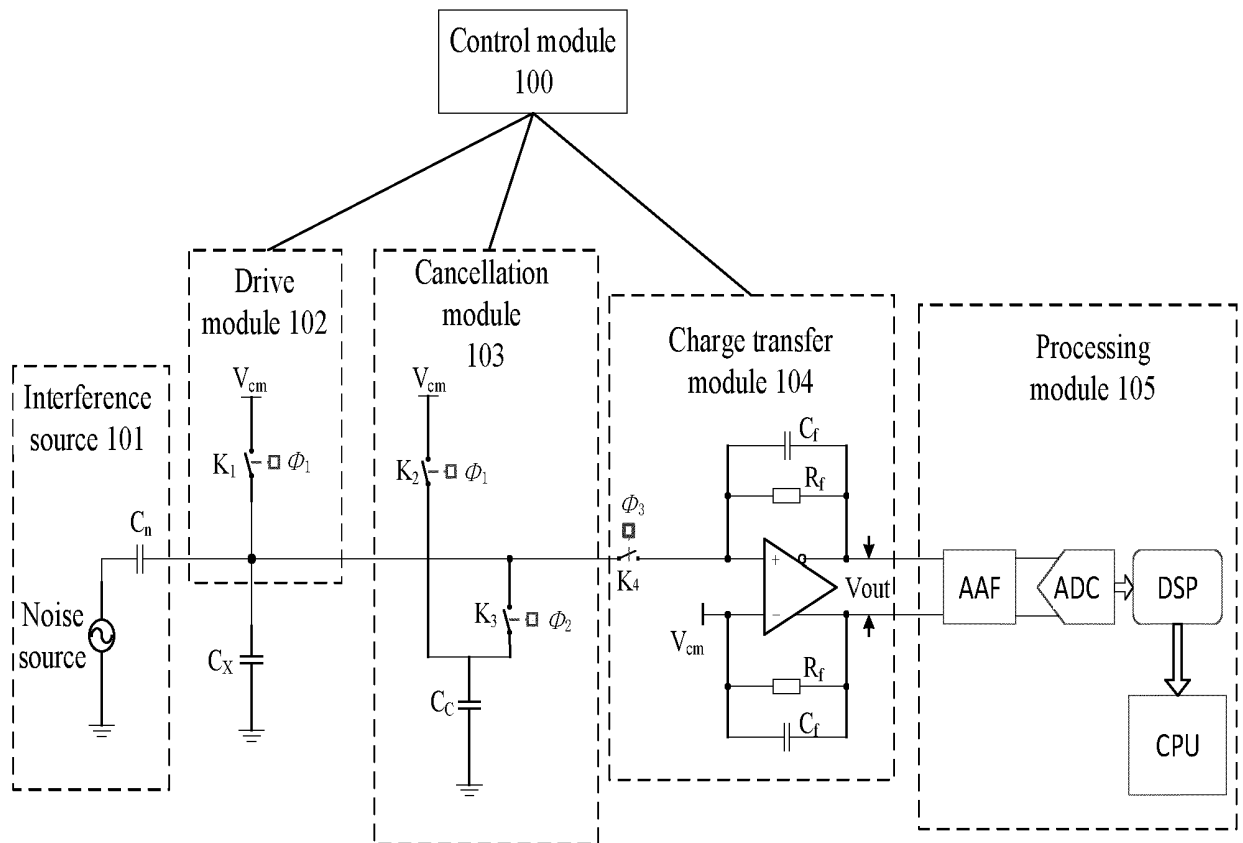 Control module
100
Drive
module 102
V_cm
K_1
Φ_1
Cancellation
module
103
V_cm
K_2
Φ_1
K_3
Φ_2
C_C
Interference
source 101
C_n
Noise
source
C_X
Charge transfer
module 104
C_f
R_f
Φ_3
K_4
+
−
Vout
V_cm
R_f
C_f
Processing
module 105
AAF
ADC
DSP
CPU